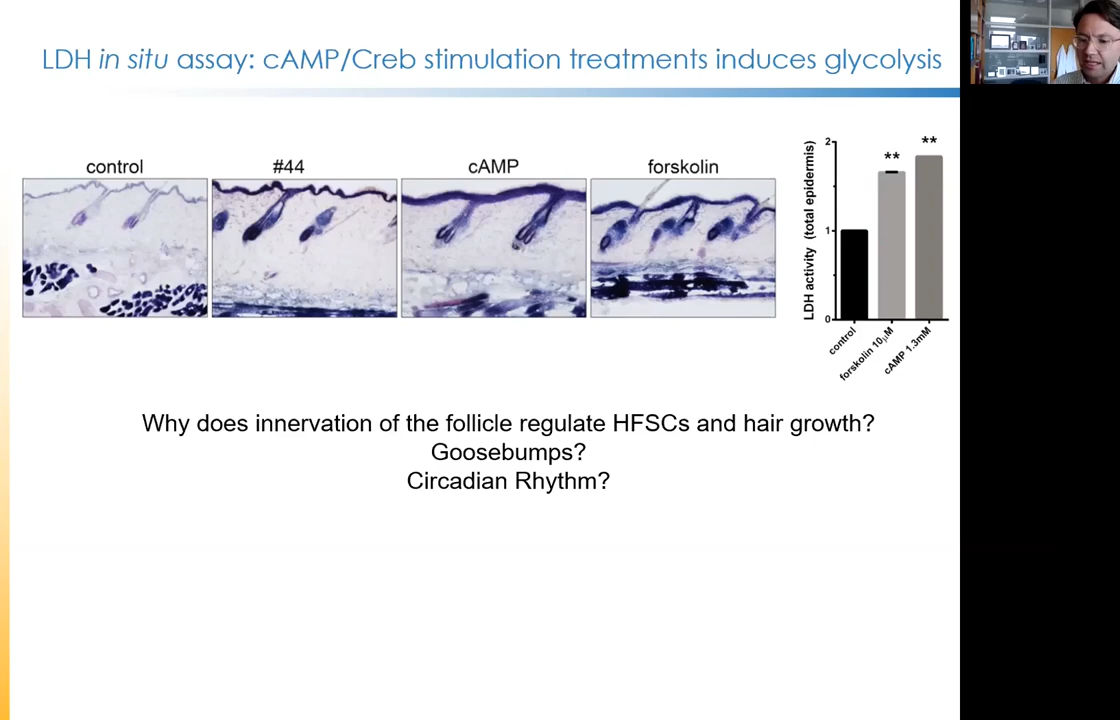 LDH in situ assay: cAMP/Creb stimulation treatments induces glycolysis
control
#44
cAMP
forskolin
LDH activity (total epidermis)
2
1
0
**
**
control
forskolin 10µM
cAMP 1.3mM
Why does innervation of the follicle regulate HFSCs and hair growth?
Goosebumps?
Circadian Rhythm?